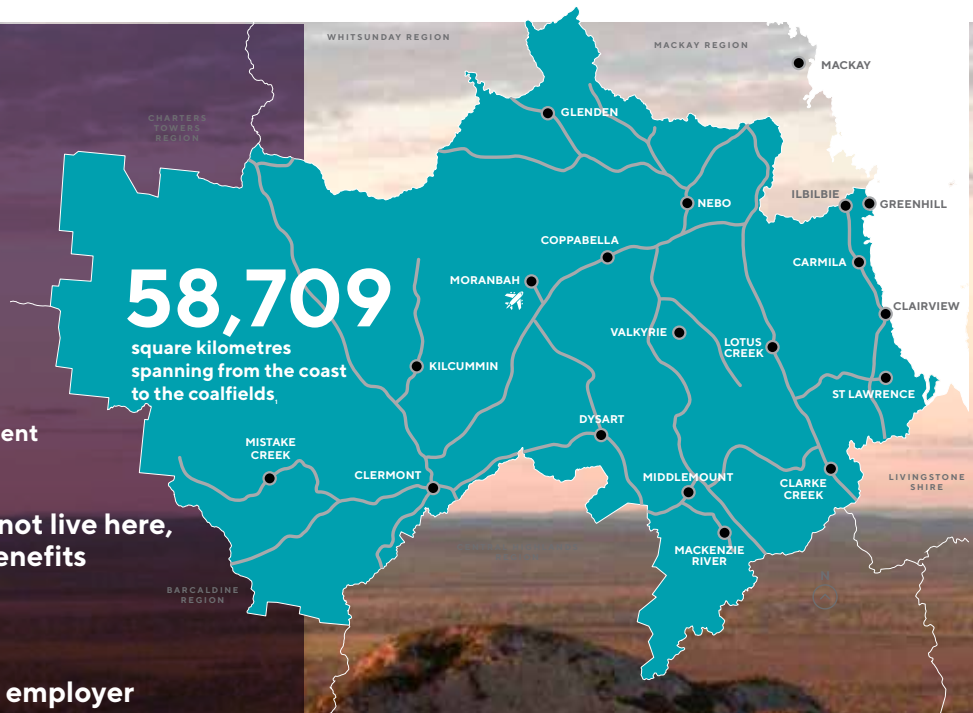 WHITSUNDAY REGION
MACKAY REGION
MACKAY
CHARTERS
TOWERS
REGION
GLENDEN
ILBILBIE
NEBO
GREENHILL
COPPABELLA
CARMILA
MORANBAH
58,709
square kilometres
spanning from the coast
to the coalfields
CLAIRVIEW
VALKYRIE
LOTUS
CREEK
KILCUMMIN
ST LAWRENCE
DYSART
ent
MISTAKE
CREEK
CLERMONT
MIDDLEMOUNT
CLARKE
CREEK
LIVINGSTONE
SHIRE
not live here,
enefits
MACKENZIE
RIVER
BARCALDINE
REGION
employer